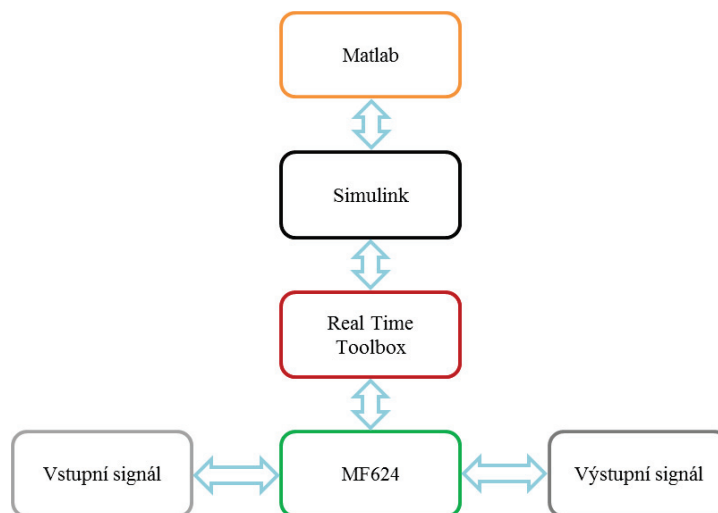 Matlab
Simulink
Real Time
Toolbox
Vstupní signál
MF624
Výstupní signál